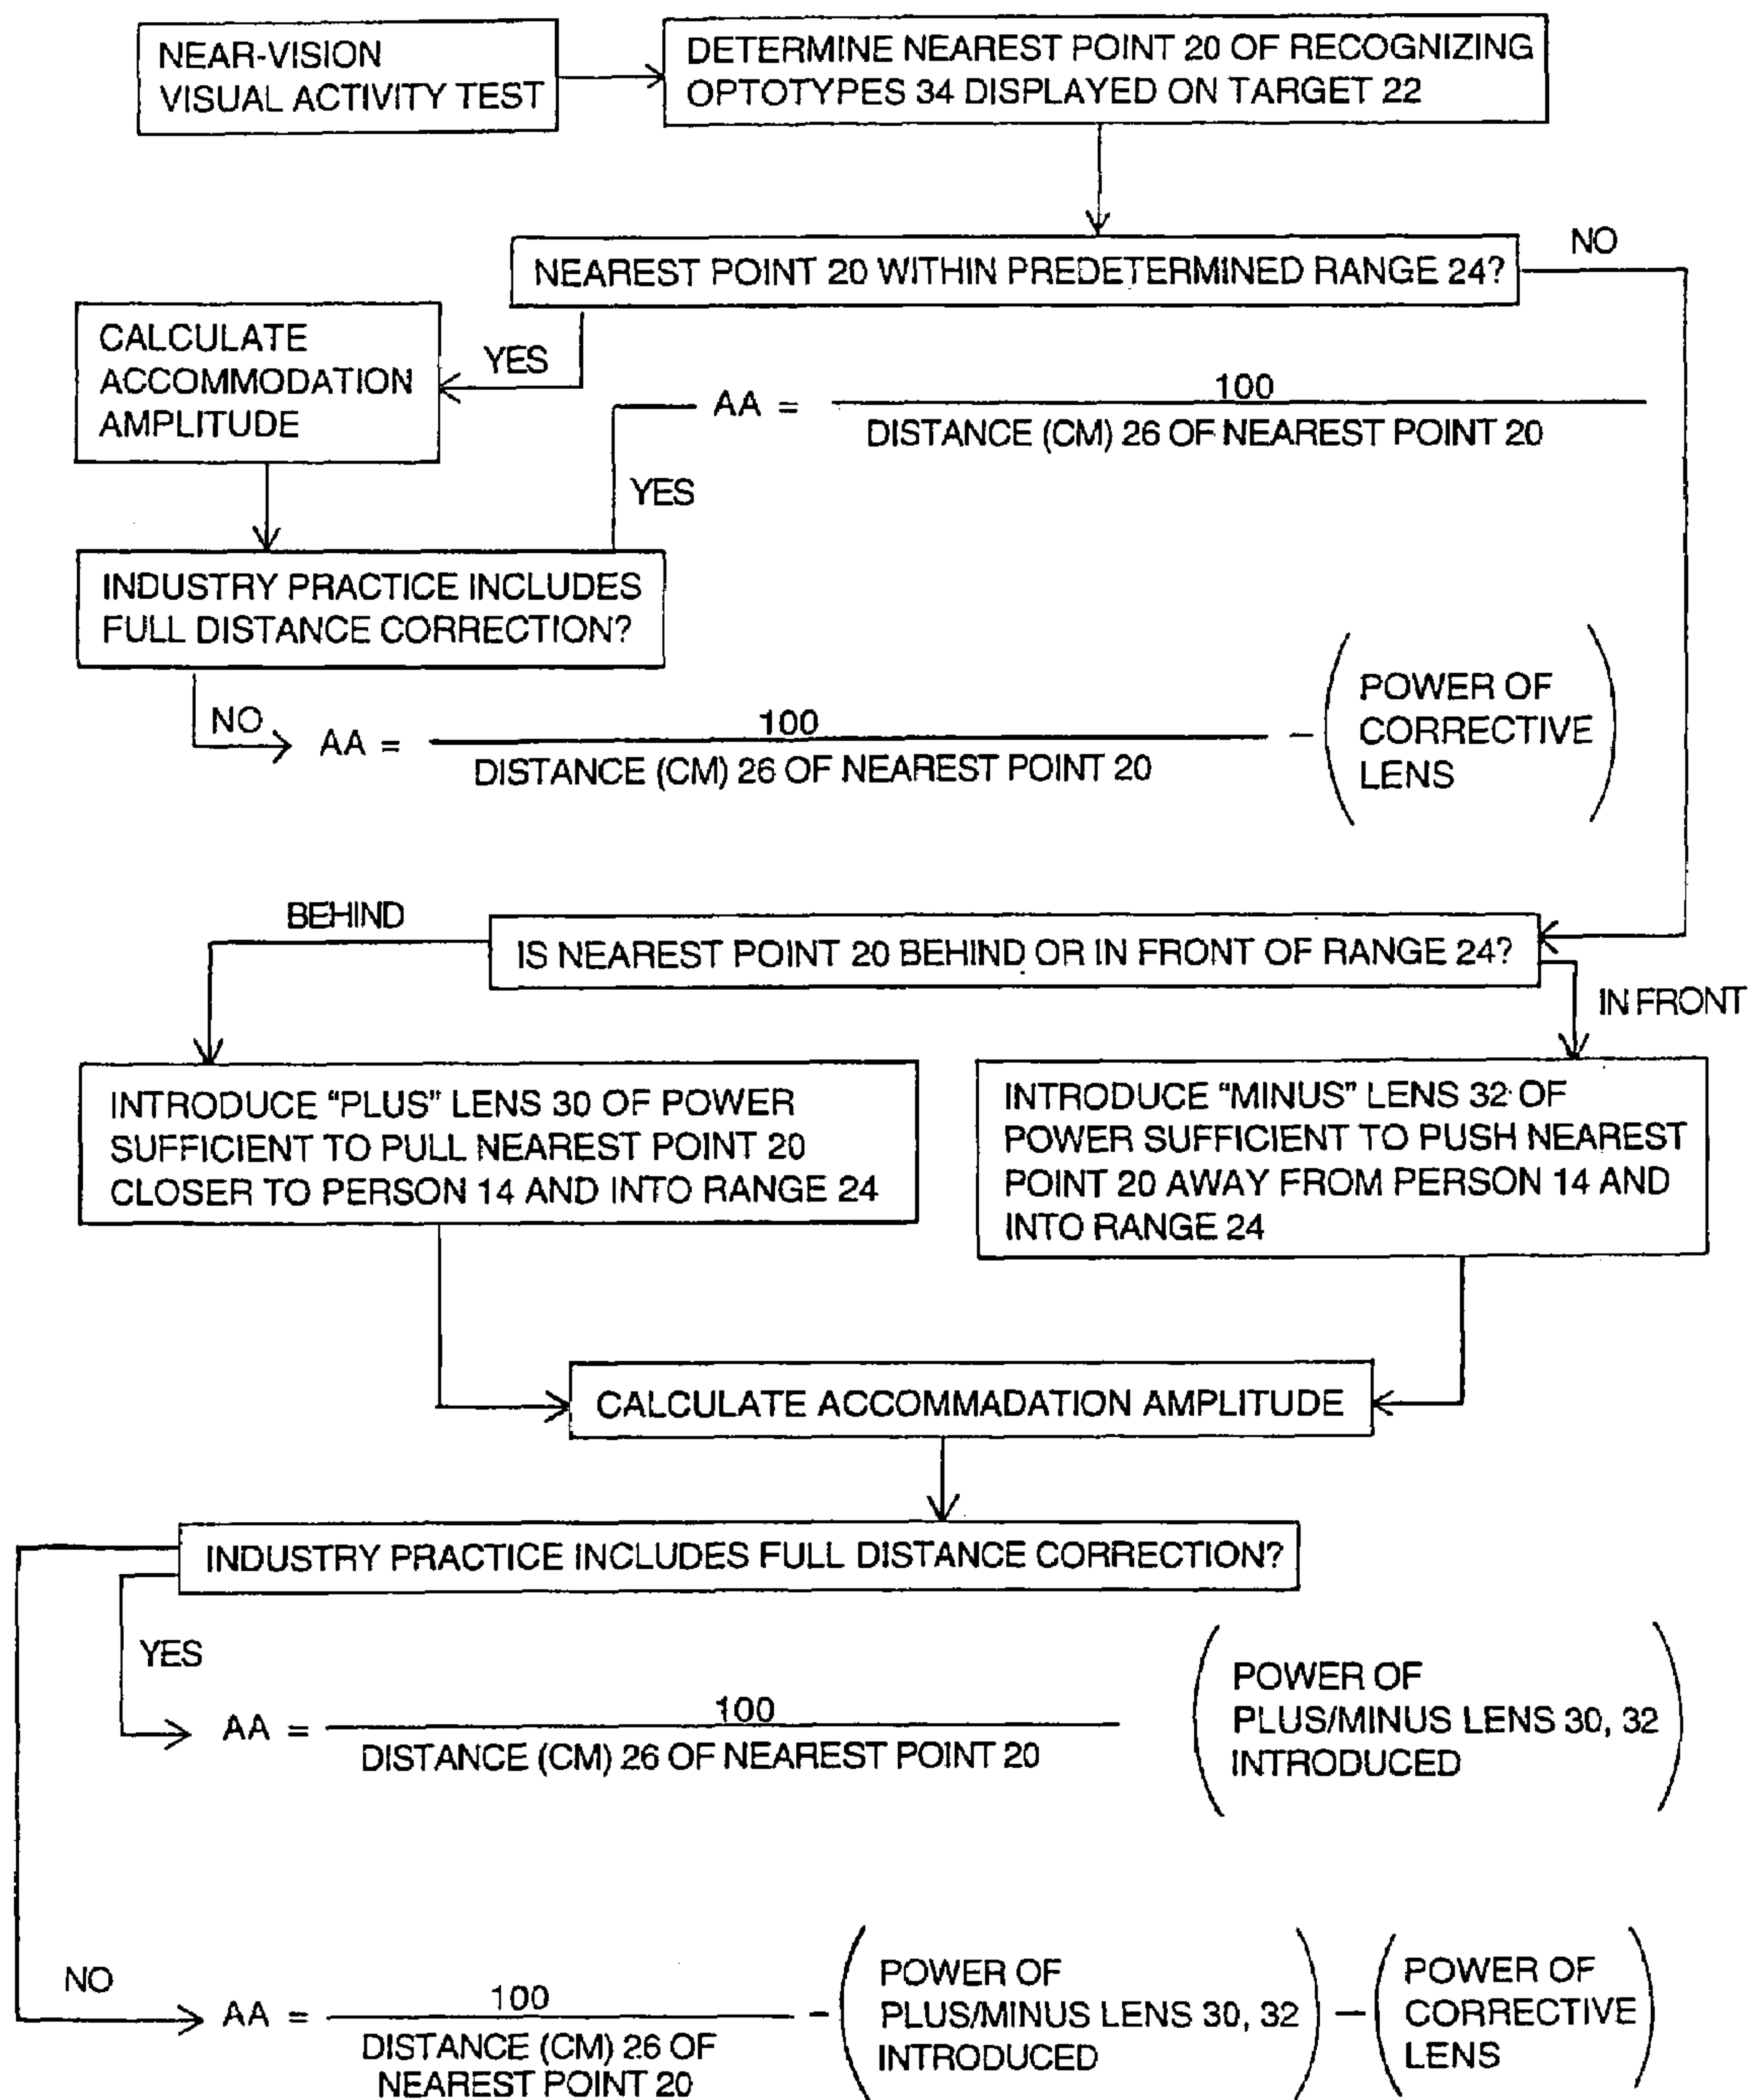 NEAR-VISION
VISUAL ACTIVITY TEST
DETERMINE NEAREST POINT 20 OF RECOGNIZING
OPTOTYPES 34 DISPLAYED ON TARGET 22
NEAREST POINT 20 WITHIN PREDETERMINED RANGE 24?
NO
YES
CALCULATE
ACCOMMODATION
AMPLITUDE
AA =
100
DISTANCE (CM) 26 OF NEAREST POINT 20
YES
INDUSTRY PRACTICE INCLUDES
FULL DISTANCE CORRECTION?
NO
AA =
100
DISTANCE (CM) 26 OF NEAREST POINT 20
− (
POWER OF
CORRECTIVE
LENS
)
BEHIND
IS NEAREST POINT 20 BEHIND OR IN FRONT OF RANGE 24?
IN FRONT
INTRODUCE “PLUS” LENS 30 OF POWER
SUFFICIENT TO PULL NEAREST POINT 20
CLOSER TO PERSON 14 AND INTO RANGE 24
INTRODUCE “MINUS” LENS 32 OF
POWER SUFFICIENT TO PUSH NEAREST
POINT 20 AWAY FROM PERSON 14 AND
INTO RANGE 24
CALCULATE ACCOMMADATION AMPLITUDE
INDUSTRY PRACTICE INCLUDES FULL DISTANCE CORRECTION?
YES
AA =
100
DISTANCE (CM) 26 OF NEAREST POINT 20
(
POWER OF
PLUS/MINUS LENS 30, 32
INTRODUCED
)
NO
AA =
100
DISTANCE (CM) 26 OF
NEAREST POINT 20
− (
POWER OF
PLUS/MINUS LENS 30, 32
INTRODUCED
) − (
POWER OF
CORRECTIVE
LENS
)